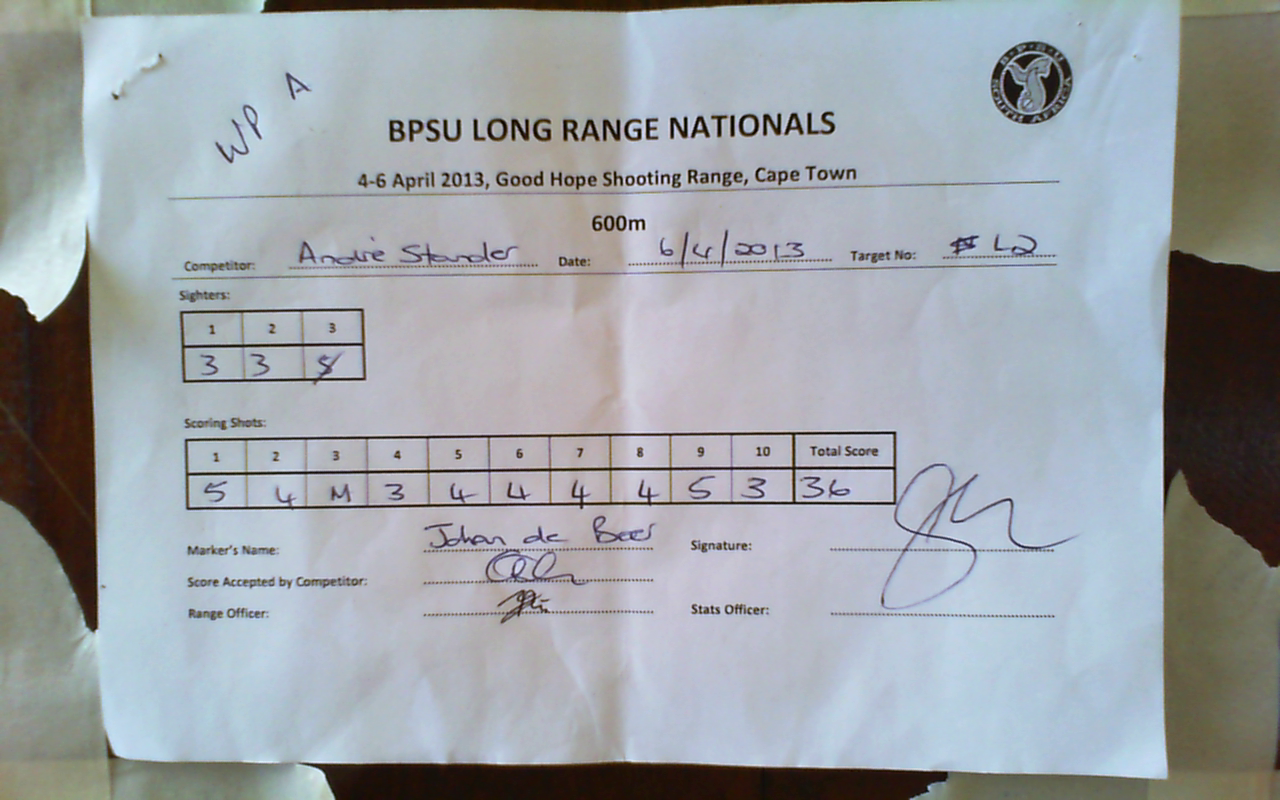 WP A
B.P.S.U SOUTH AFRICA
BPSU LONG RANGE NATIONALS
4-6 April 2013, Good Hope Shooting Range, Cape Town
600m
Competitor: André Stander Date: 6/4/2013 Target No: L2
Sighters:
1 2 3
3 3 5
Scoring Shots:
1 2 3 4 5 6 7 8 9 10 Total Score
5 4 M 3 4 4 4 4 5 3 36
Marker's Name: Johan de Beer Signature:
Score Accepted by Competitor:
Range Officer: Stats Officer: